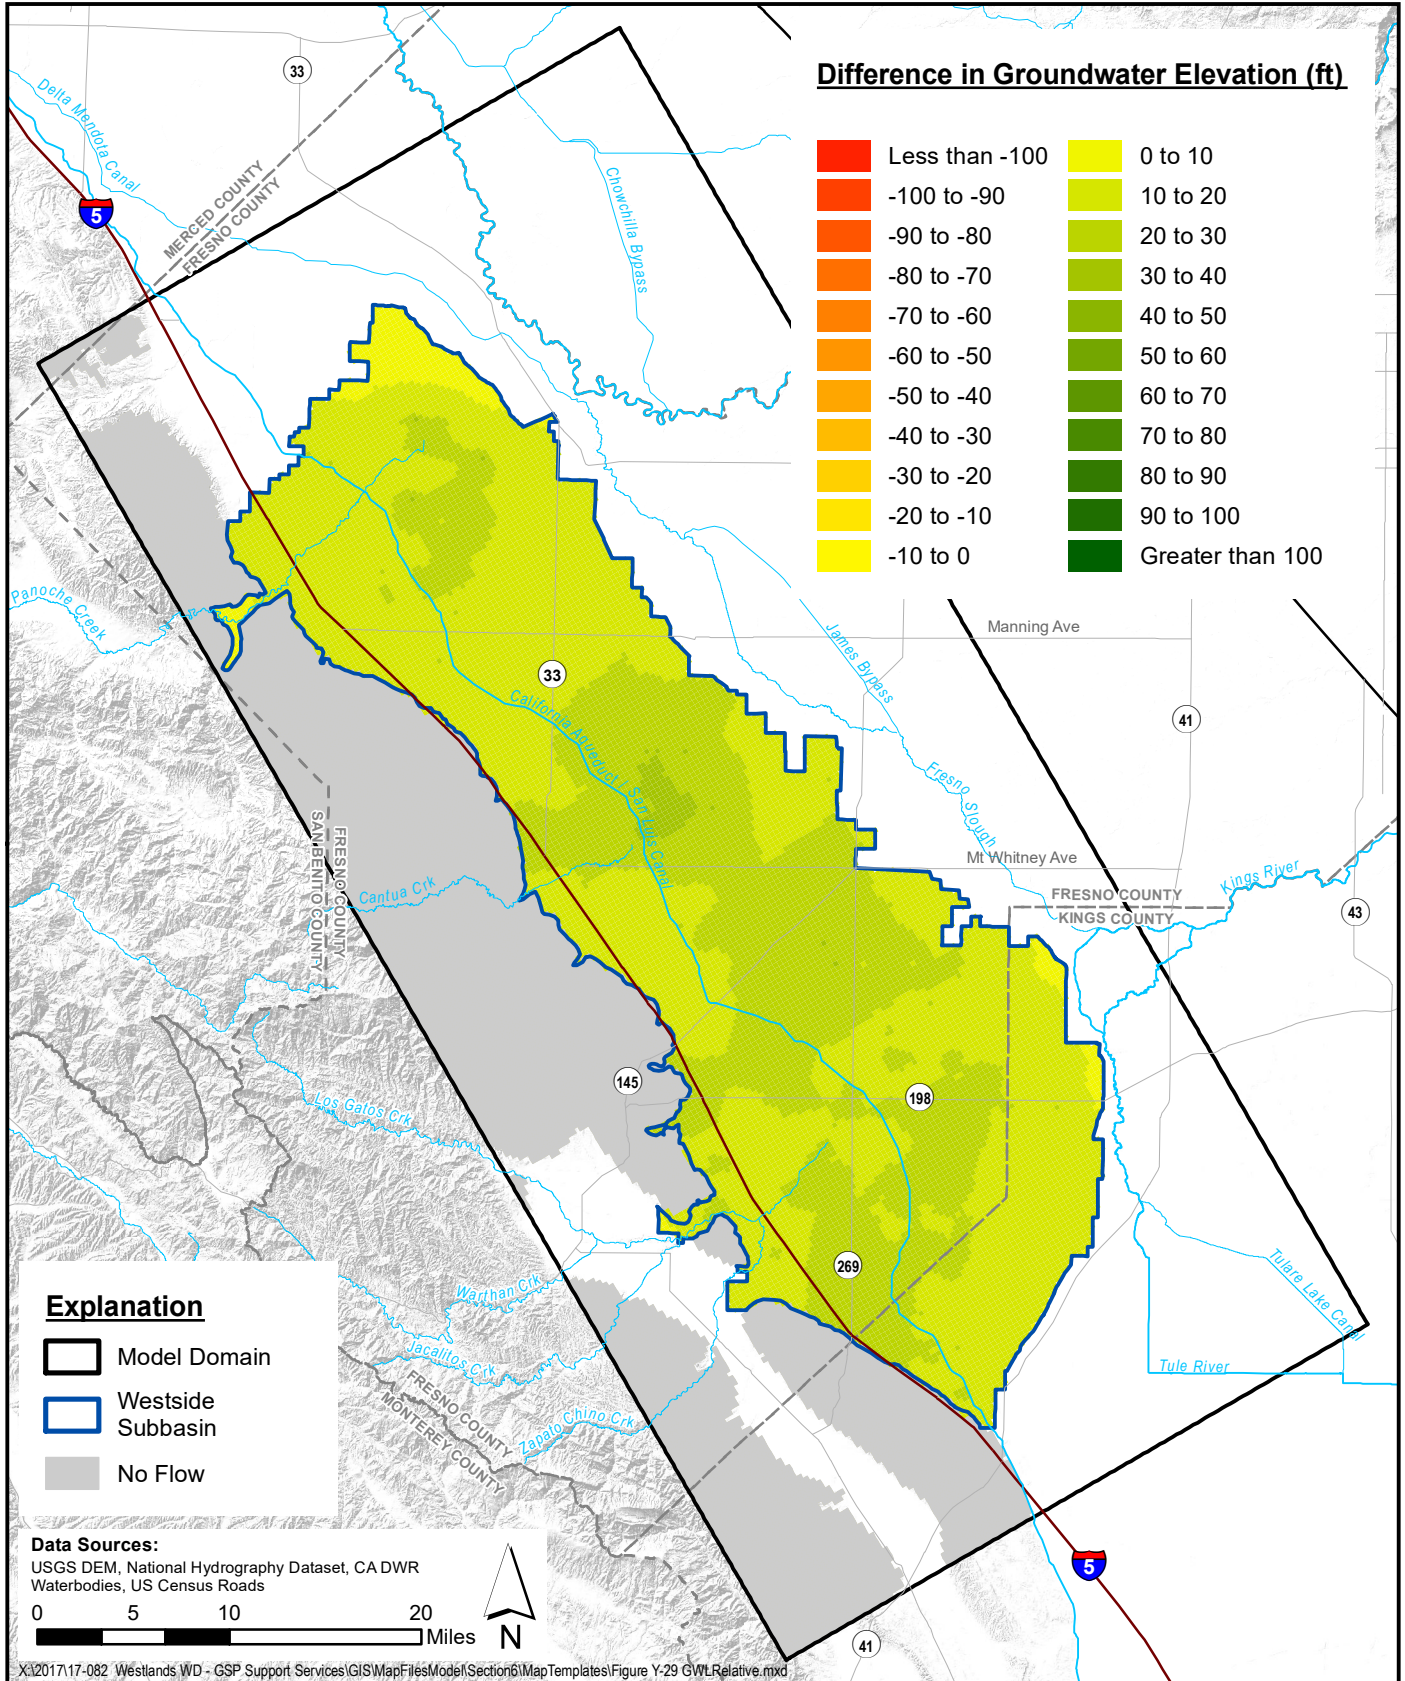 Difference in Groundwater Elevation (ft)
Less than -100
-100 to -90
-90 to -80
-80 to -70
-70 to -60
-60 to -50
-50 to -40
-40 to -30
-30 to -20
-20 to -10
-10 to 0
0 to 10
10 to 20
20 to 30
30 to 40
40 to 50
50 to 60
60 to 70
70 to 80
80 to 90
90 to 100
Greater than 100
33
Delta Mendota Canal
5
MERCED COUNTY
FRESNO COUNTY
Chowchilla Bypass
Panoche Creek
Manning Ave
James Bypass
33
California Aqueduct / San Luis Canal
41
Fresno Slough
SAN BENITO COUNTY
FRESNO COUNTY
Mt Whitney Ave
Cantua Crk
Kings River
FRESNO COUNTY
KINGS COUNTY
43
145
198
Los Gatos Crk
269
Warthan Crk
Jacalitos Crk
Tulare Lake Canal
Tule River
FRESNO COUNTY
MONTEREY COUNTY
Zapato Chino Crk
5
41
Explanation
Model Domain
Westside
Subbasin
No Flow
Data Sources:
USGS DEM, National Hydrography Dataset, CA DWR
Waterbodies, US Census Roads
0 5 10 20
Miles
N
X:\2017\17-082 Westlands WD - GSP Support Services\GIS\MapFilesModel\Section6\MapTemplates\Figure Y-29 GWLRelative.mxd